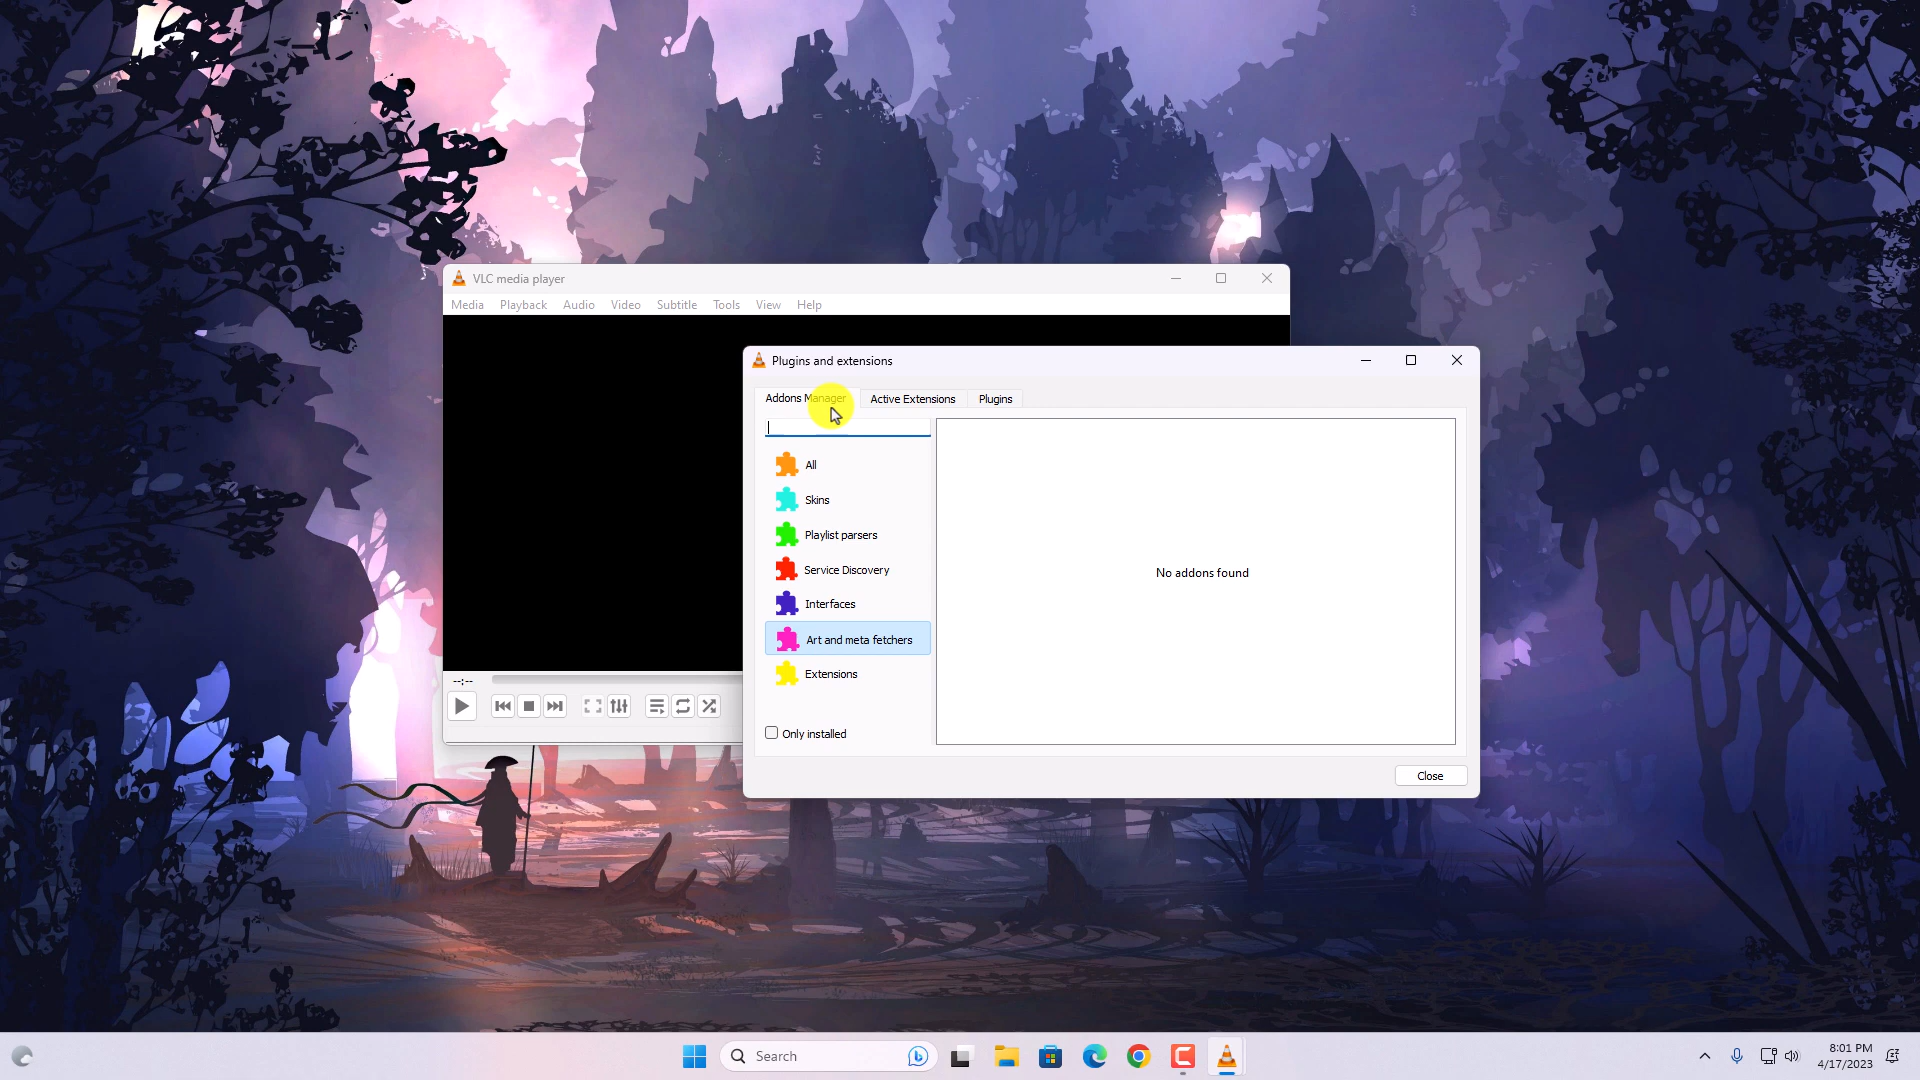 VLC media player
Media Playback Audio Video Subtitle Tools View Help
Plugins and extensions
Addons Manager Active Extensions Plugins
All
Skins
Playlist parsers
Service Discovery
Interfaces
Art and meta fetchers
Extensions
No addons found
Only installed
Close
--:--
Search
8:01 PM
4/17/2023